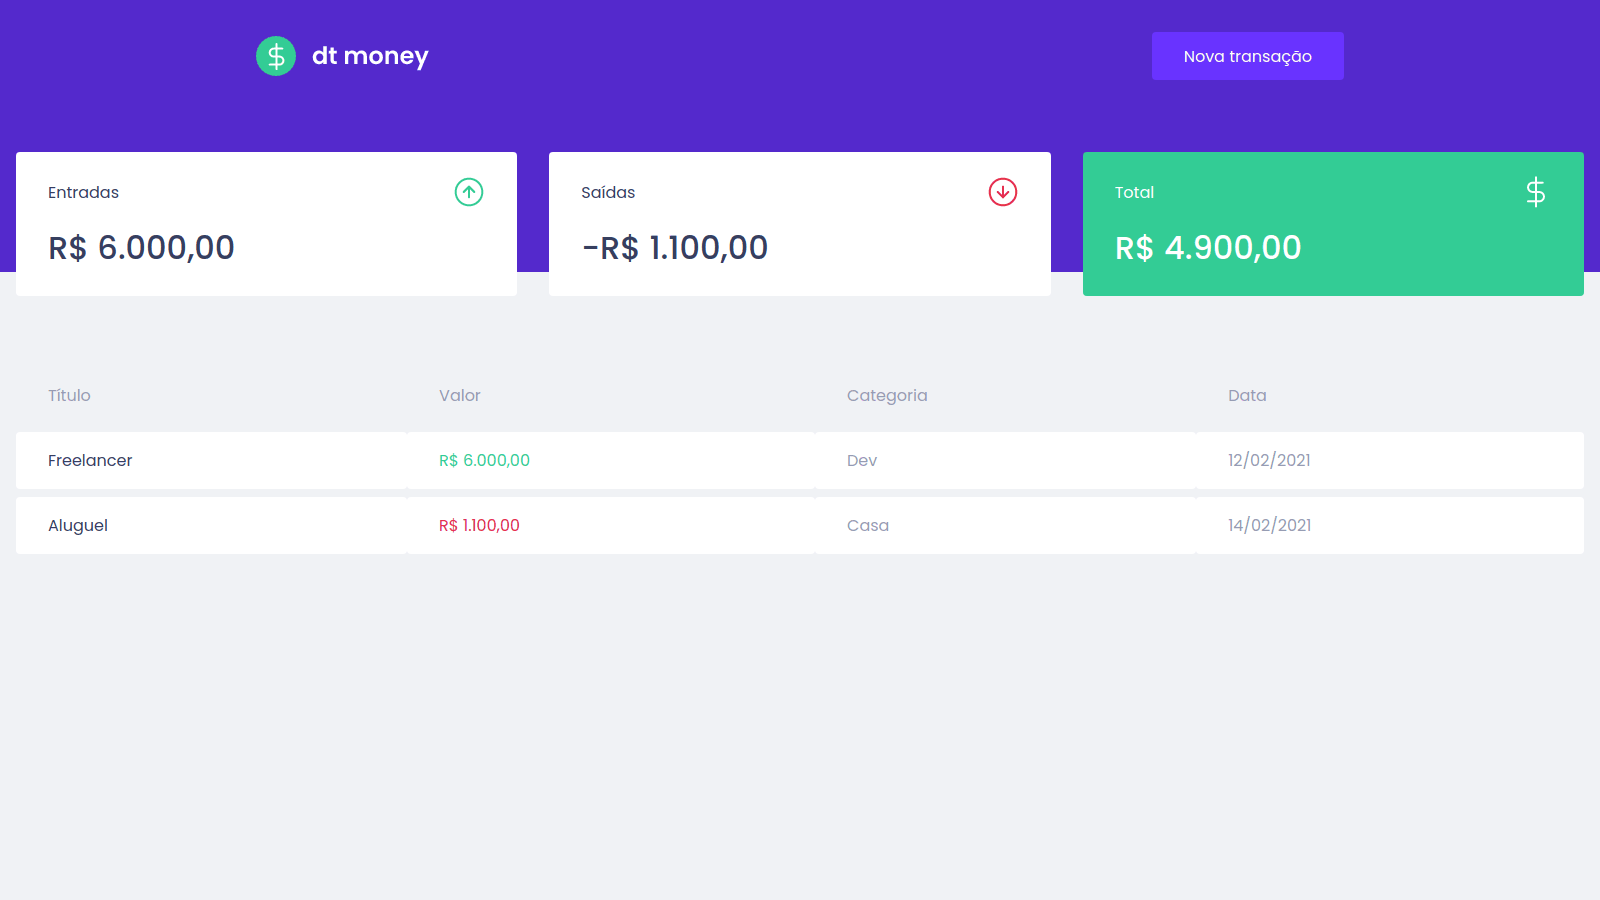 dt money
Nova transação
Entradas
R$ 6.000,00
Saídas
-R$ 1.100,00
Total
R$ 4.900,00
Título Valor Categoria Data
Freelancer R$ 6.000,00 Dev 12/02/2021
Aluguel R$ 1.100,00 Casa 14/02/2021